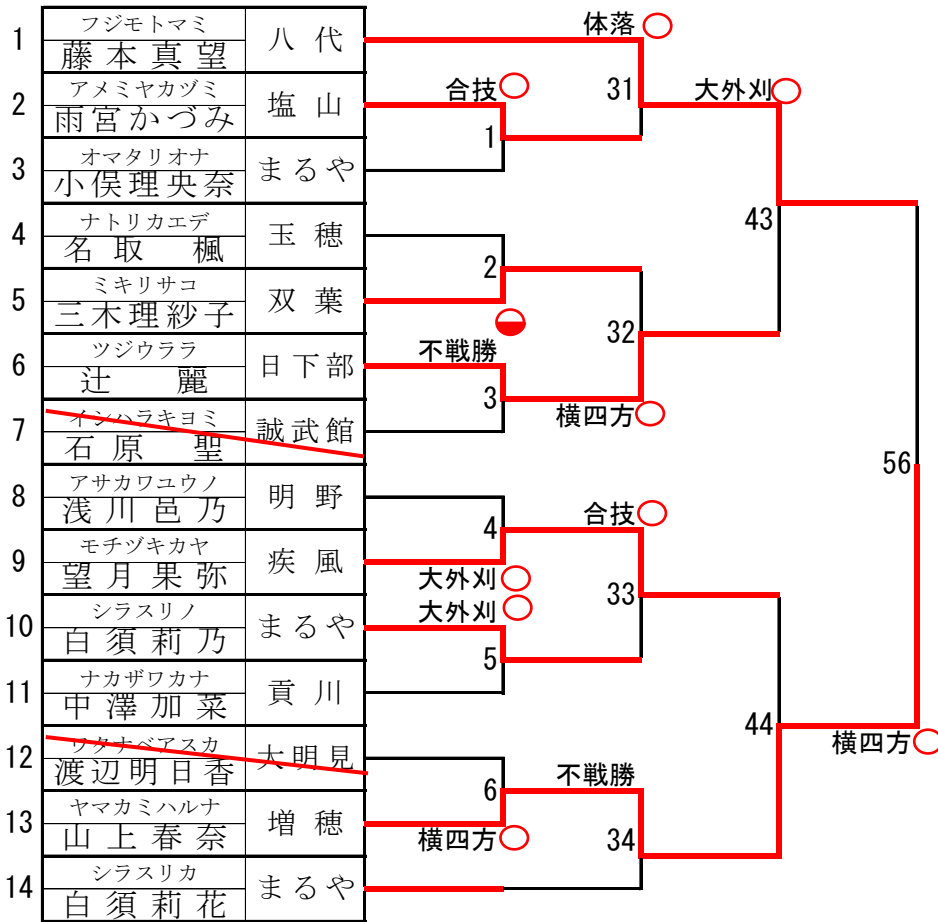 1 フジモトマミ 藤本真望 八代
2 アメミヤカヅミ 雨宮かづみ 塩山
3 オマタリオナ 小俣理央奈 まるや
4 ナトリカエデ 名取 楓 玉穂
5 ミキリサコ 三木理紗子 双葉
6 ツジウララ 辻 麗 日下部
7 イシハラキヨミ 石原 聖 誠武館
8 アサカワユウノ 浅川邑乃 明野
9 モチヅキカヤ 望月果弥 疾風
10 シラスリノ 白須莉乃 まるや
11 ナカザワカナ 中澤加菜 貢川
12 ワタナベアスカ 渡辺明日香 大明見
13 ヤマカミハルナ 山上春奈 増穂
14 シラスリカ 白須莉花 まるや
合技
1
2
不戦勝
3
4
大外刈
大外刈
5
6
横四方
体落
31
32
横四方
合技
33
不戦勝
34
大外刈
43
44
横四方
56